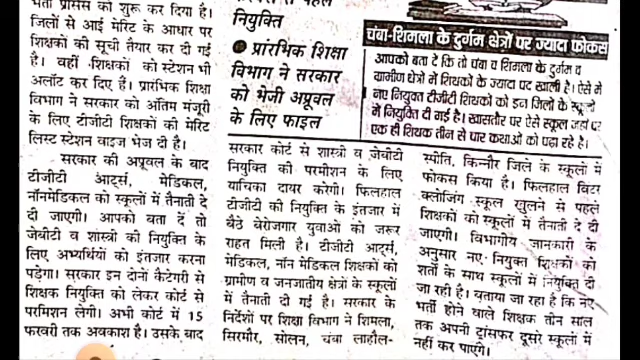 भर्ती प्रोसेस को शुरू कर दिया है।
जिलों से आई मेरिट के आधार पर
शिक्षकों की सूची तैयार कर दी गई
है। वहीं शिक्षकों को स्टेशन भी
अलॉट कर दिए हैं। प्रारंभिक शिक्षा
विभाग ने सरकार को अंतिम मंजूरी
के लिए टीजीटी शिक्षकों की मेरिट
लिस्ट स्टेशन वाइज भेज दी है।
सरकार की अप्रूवल के बाद
टीजीटी आर्ट्स, मेडिकल,
नॉनमेडिकल को स्कूलों में तैनाती दे
दी जाएगी। आपको बता दें तो
जेबीटी व शास्त्री को नियुक्ति के
लिए अभ्यर्थियों को इंतजार करना
पड़ेगा। सरकार इन दोनों कैटेगरी से
शिक्षक नियुक्ति को लेकर कोर्ट से
परमिशन लेगी। अभी कोर्ट में 15
फरवरी तक अवकाश है। उसके बाद
पहले
नियुक्ति
● प्रारंभिक शिक्षा
विभाग ने सरकार
को भेजी अप्रूवल
के लिए फाइल
सरकार कोर्ट से शास्त्री व जेबीटी
नियुक्ति की परमीशन के लिए
याचिका दायर करेगी। फिलहाल
टीजीटी की नियुक्ति के इंतजार में
बैठे बेरोजगार युवाओं को जरूर
राहत मिली है। टीजीटी आर्ट्स,
मेडिकल, नॉन मेडिकल शिक्षकों को
ग्रामीण व जनजातीय क्षेत्रों के स्कूलों
में तैनाती दी गई है। सरकार के
निर्देशों पर शिक्षा विभाग ने शिमला,
सिरमौर, सोलन, चंबा लाहौल-
चंबा-शिमला के दुर्गम क्षेत्रों पर ज्यादा फोकस
आपको बता दें कि तो चंबा व शिमला के दुर्गम व
ग्रामीण क्षेत्रों में शिक्षकों के ज्यादा पद खाली हैं। ऐसे में
नए नियुक्त टीजीटी शिक्षकों को इन जिलों के स्कूलों
में नियुक्ति दी गई है। खासतौर पर ऐसे स्कूल जहां पर
एक ही शिक्षक तीन से चार कक्षाओं को पढ़ा रहे है।
स्पीति, किन्नौर जिले के स्कूलों में
फोकस किया है। फिलहाल विंटर
क्लोजिंग स्कूल खुलने से पहले
शिक्षकों को स्कूलों में तैनाती दे दी
जाएगी। विभागीय जानकारी के
अनुसार नए नियुक्त शिक्षकों को
शर्तों के साथ स्कूलों में नियुक्ति दी
जा रही है। बताया जा रहा है कि नए
भर्ती होने वाले शिक्षक तीन साल
तक अपनी ट्रांसफर दूसरे स्कूलों में
नहीं कर पाएंगे।